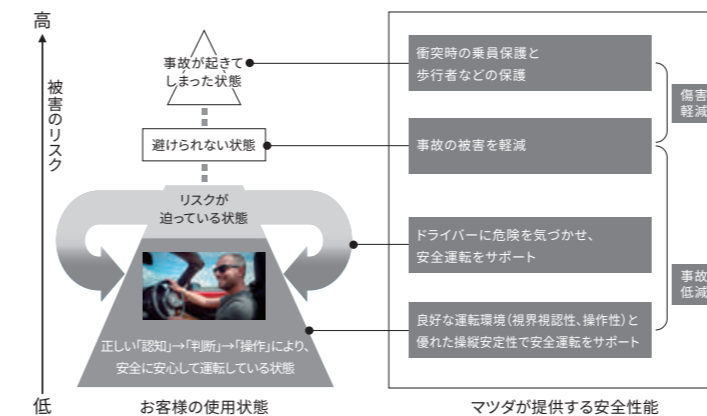 高
被害のリスク
低
事故が起きて
しまった状態
避けられない状態
リスクが
迫っている状態
正しい「認知」→「判断」→「操作」により、
安全に安心して運転している状態
お客様の使用状態
衝突時の乗員保護と
歩行者などの保護
事故の被害を軽減
ドライバーに危険を気づかせ、
安全運転をサポート
良好な運転環境(視界視認性、操作性)と
優れた操縦安定性で安全運転をサポート
傷害
軽減
事故
低減
マツダが提供する安全性能